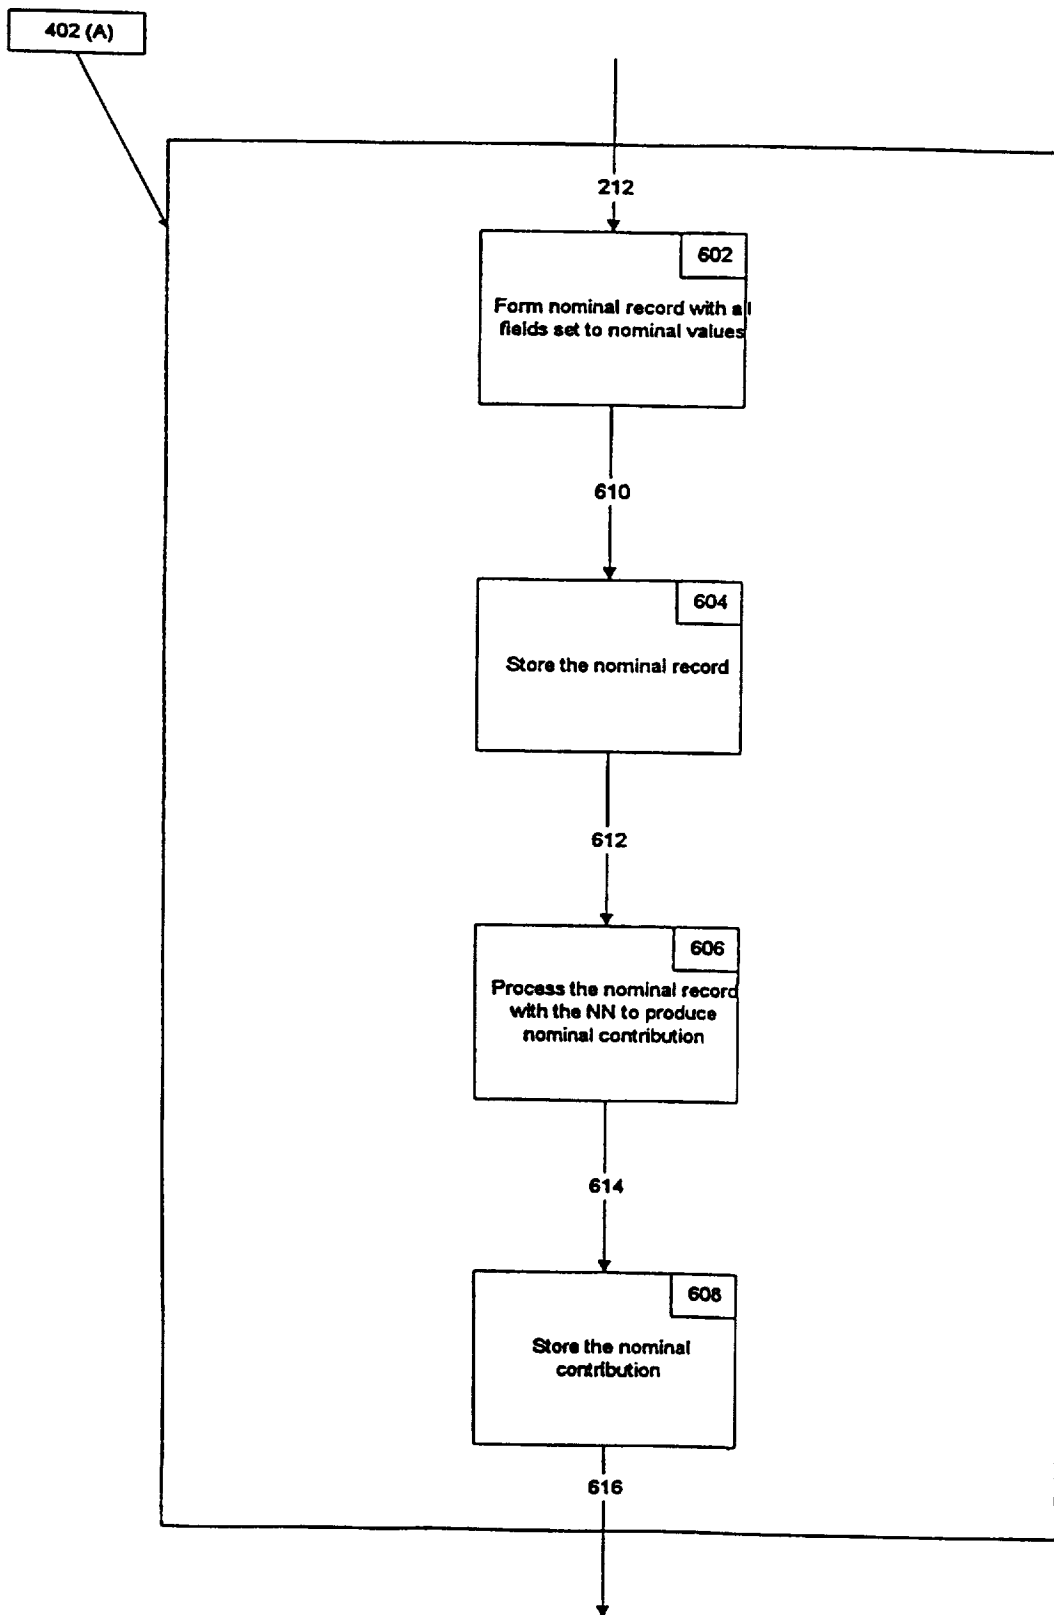 402 (A)
212
602
Form nominal record with all
fields set to nominal values
610
604
Store the nominal record
612
606
Process the nominal record
with the NN to produce
nominal contribution
614
608
Store the nominal
contribution
616